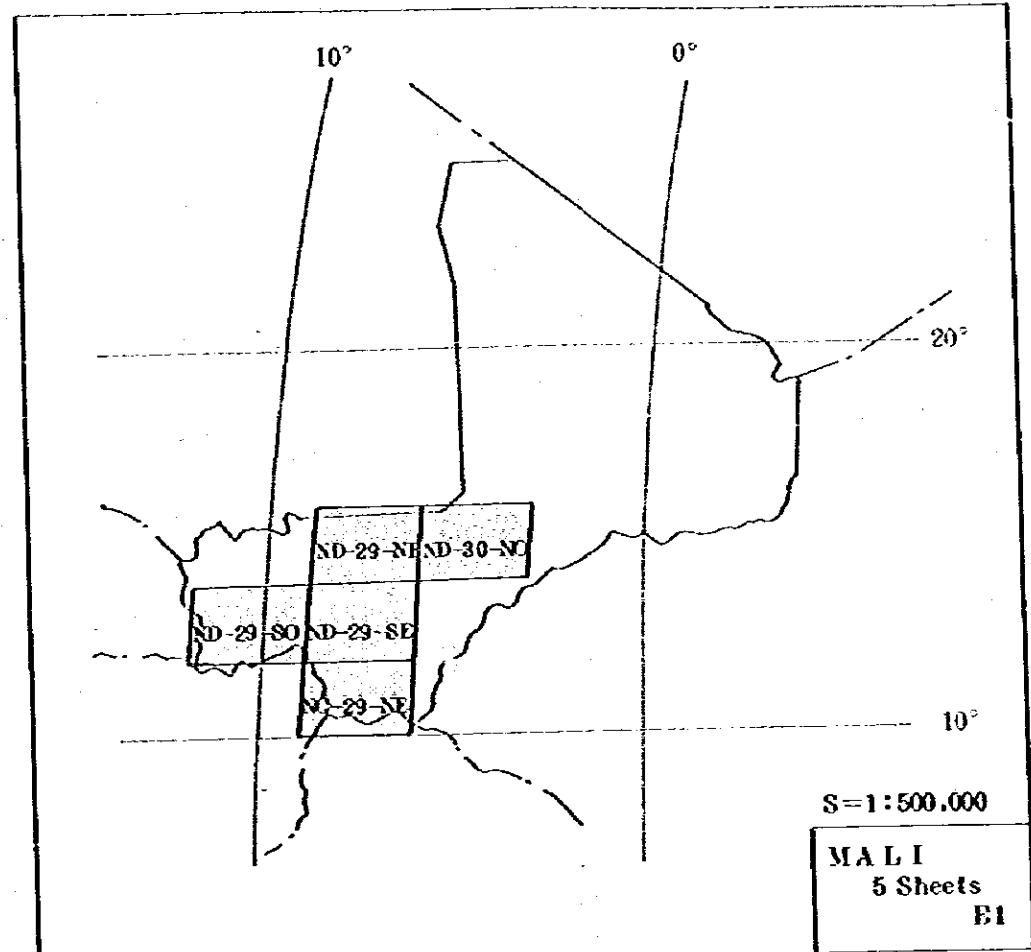 10°
0°
20°
ND-29-NE ND-30-NO
ND-29-SO ND-29-SE
NC-29-NE
10°
S=1:500.000
MALI
5 Sheets
E1